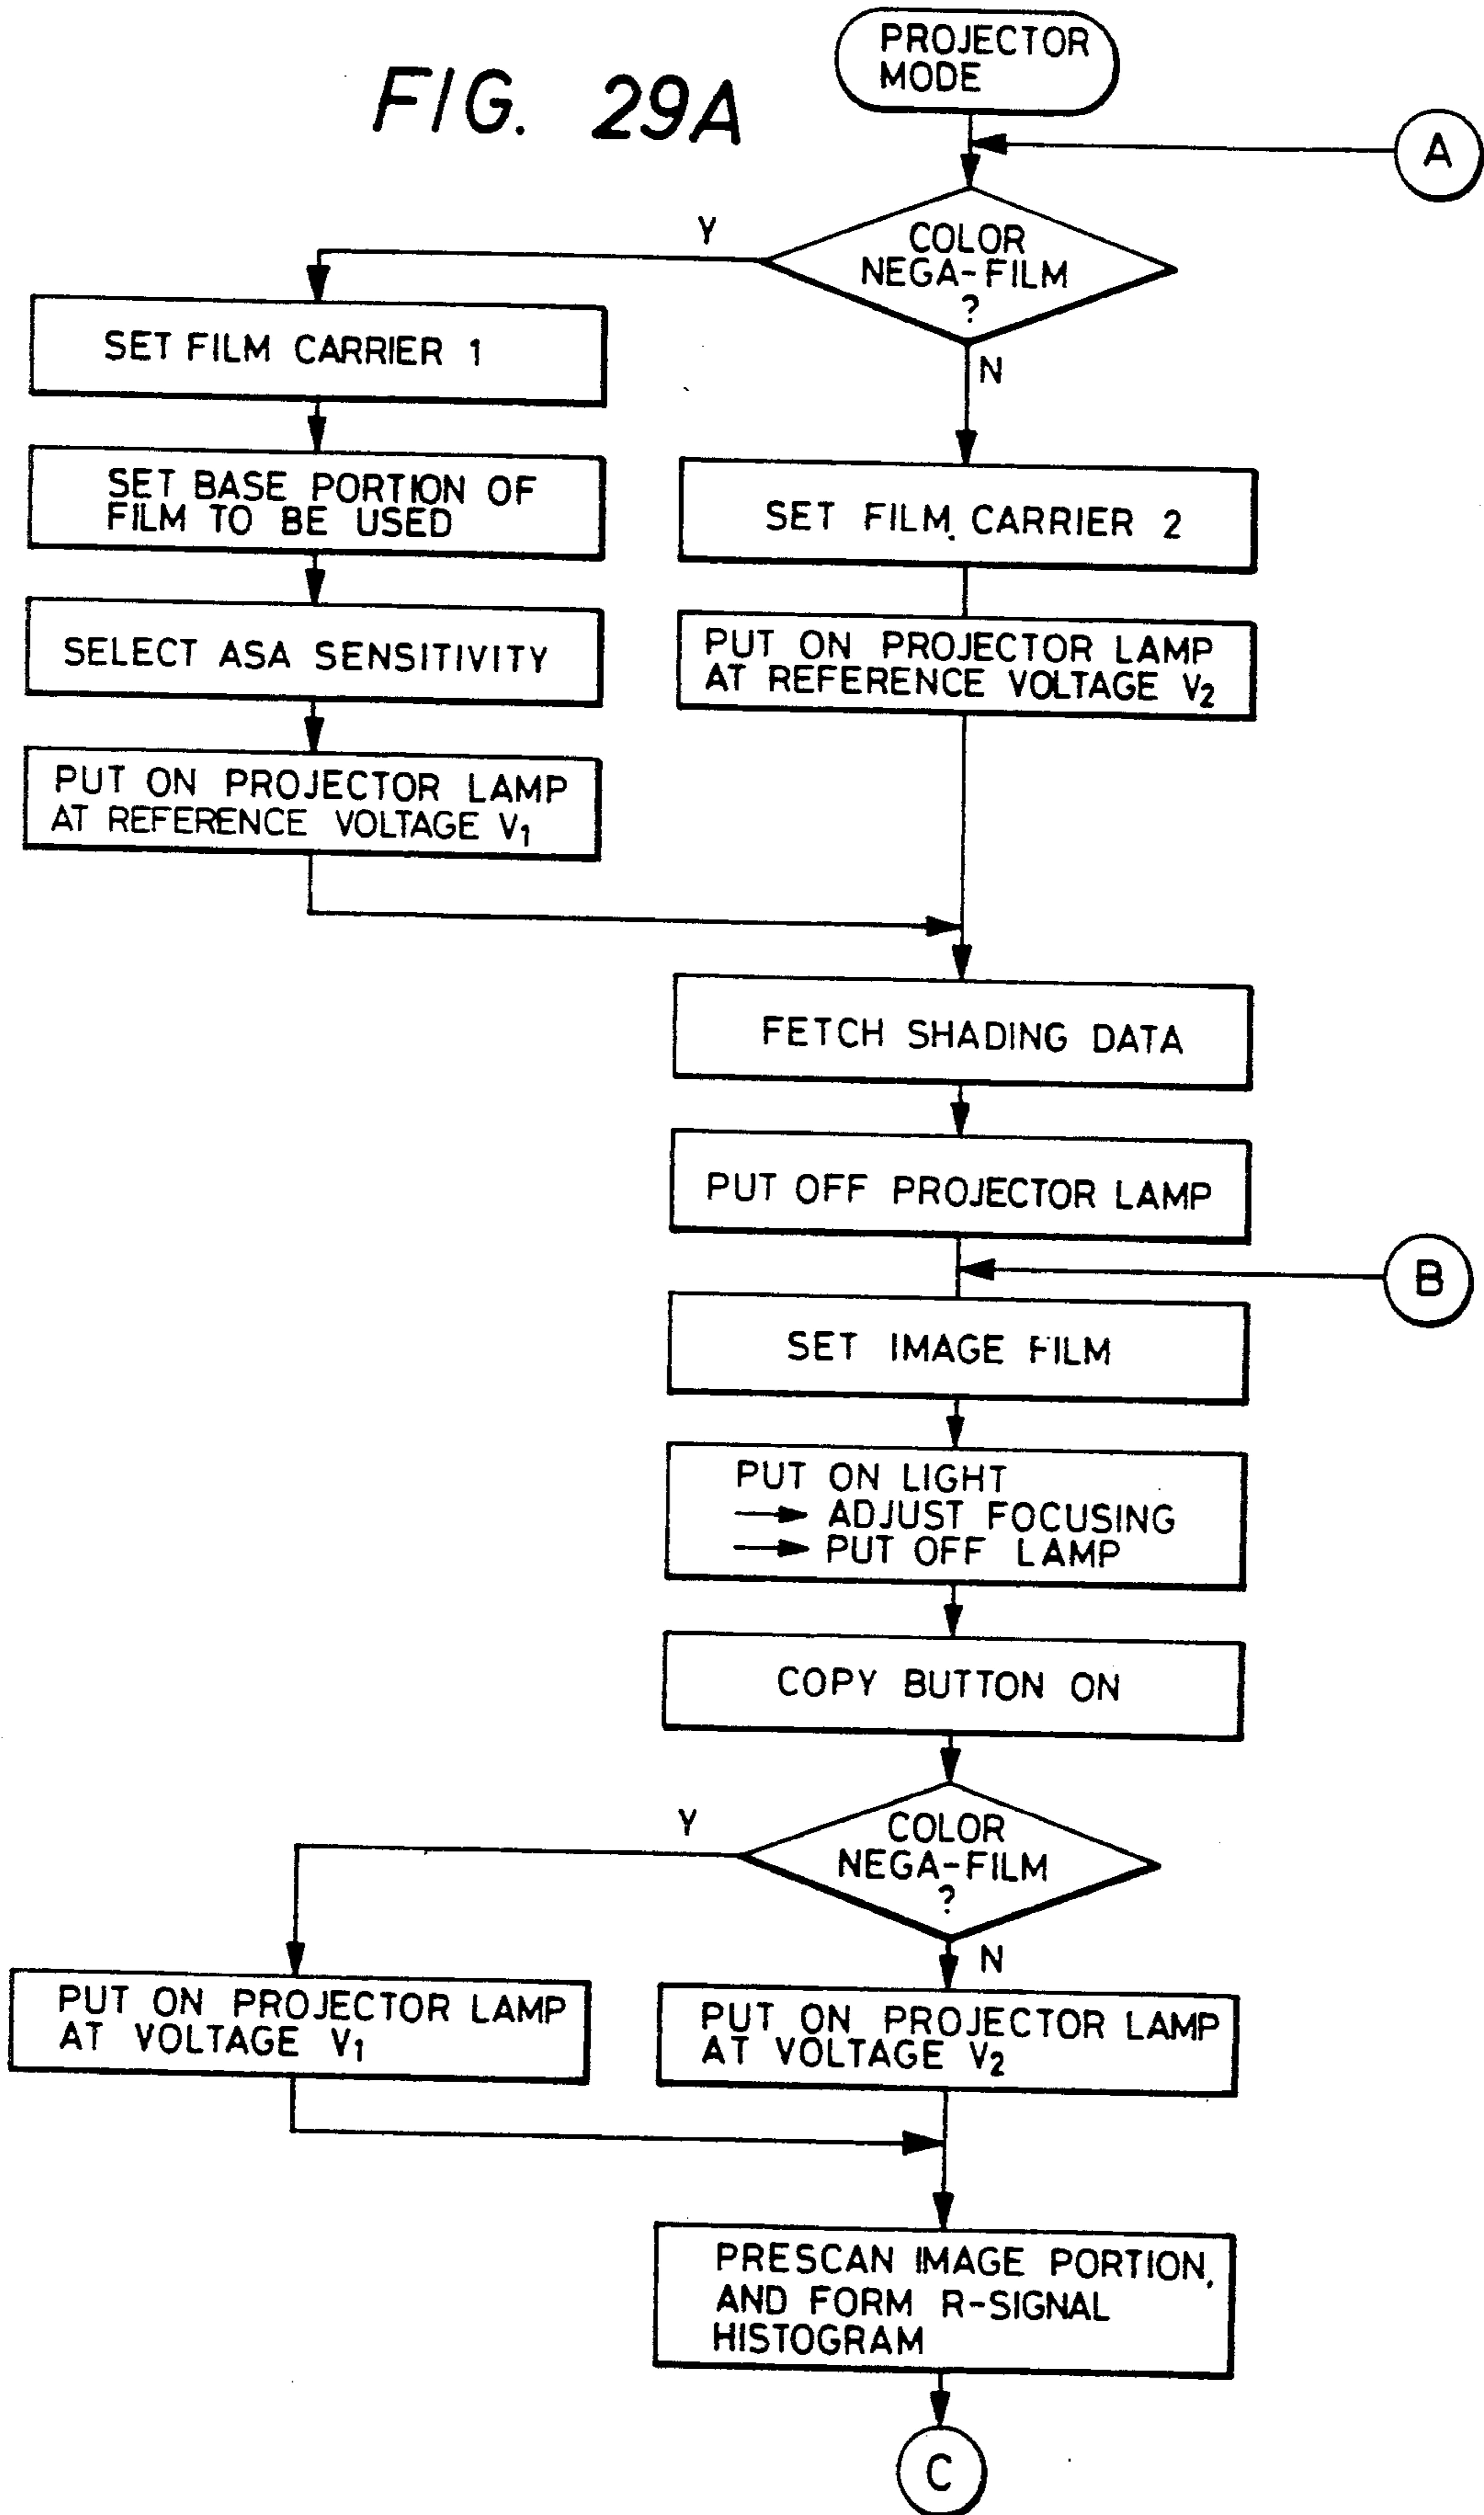 FIG. 29A
PROJECTOR
MODE
A
COLOR
NEGA-FILM
?
Y
N
SET FILM CARRIER 1
SET BASE PORTION OF
FILM TO BE USED
SELECT ASA SENSITIVITY
PUT ON PROJECTOR LAMP
AT REFERENCE VOLTAGE V1
SET FILM CARRIER 2
PUT ON PROJECTOR LAMP
AT REFERENCE VOLTAGE V2
FETCH SHADING DATA
PUT OFF PROJECTOR LAMP
B
SET IMAGE FILM
PUT ON LIGHT
→ ADJUST FOCUSING
→ PUT OFF LAMP
COPY BUTTON ON
COLOR
NEGA-FILM
?
Y
N
PUT ON PROJECTOR LAMP
AT VOLTAGE V1
PUT ON PROJECTOR LAMP
AT VOLTAGE V2
PRESCAN IMAGE PORTION,
AND FORM R-SIGNAL
HISTOGRAM
C